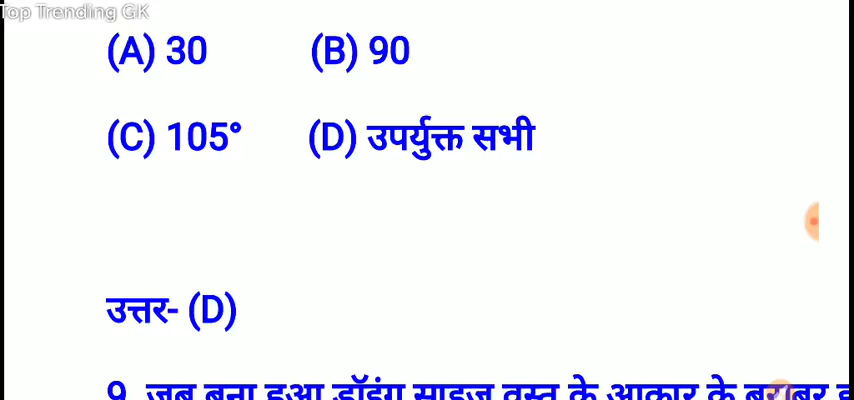 Top Trending GK
(A) 30 (B) 90
(C) 105° (D) उपर्युक्त सभी
उत्तर- (D)
9. जब बना हुआ डॉइंग साइज वस्तु के आकार के बराबर